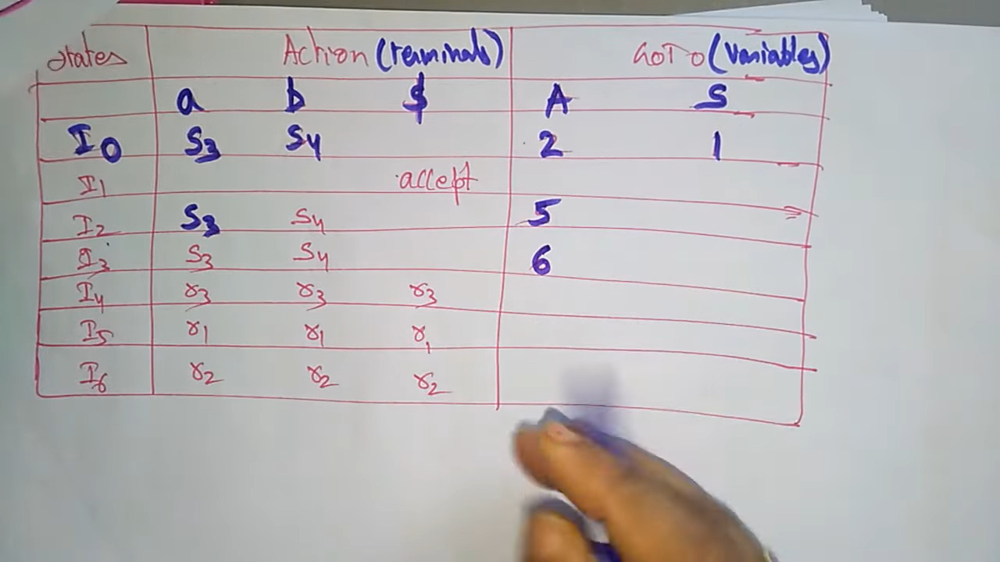 States Action (terminals) GOTO (variables)
a b $ A S
I0 S3 S4 2 1
I1 accept
I2 S3 S4 5
I3 S3 S4 6
I4 r3 r3 r3
I5 r1 r1 r1
I6 r2 r2 r2